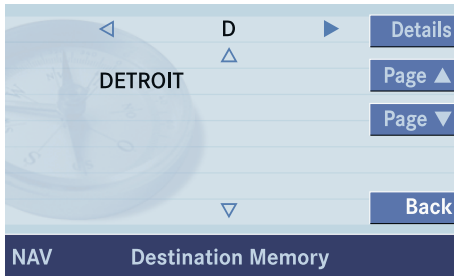 D
Details
DETROIT
Page ▲
Page ▼
Back
NAV Destination Memory